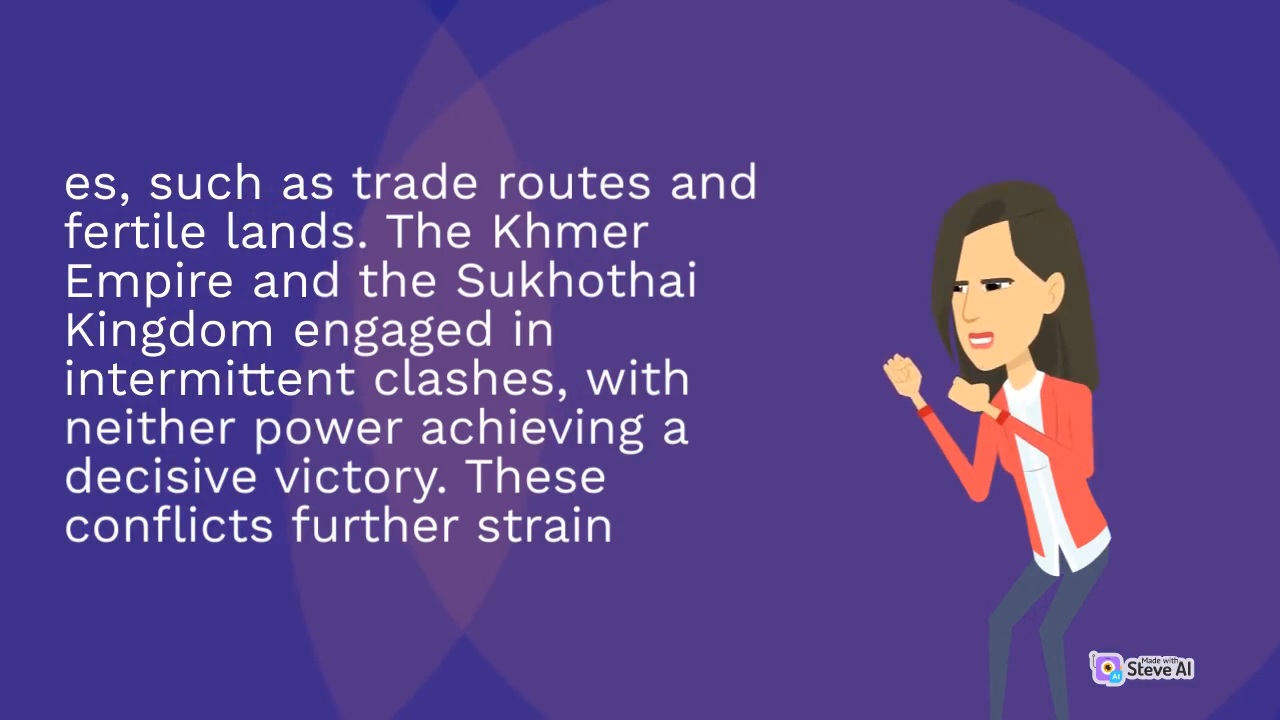 es, such as trade routes and
fertile lands. The Khmer
Empire and the Sukhothai
Kingdom engaged in
intermittent clashes, with
neither power achieving a
decisive victory. These
conflicts further strain
Made with
Steve AI
AI